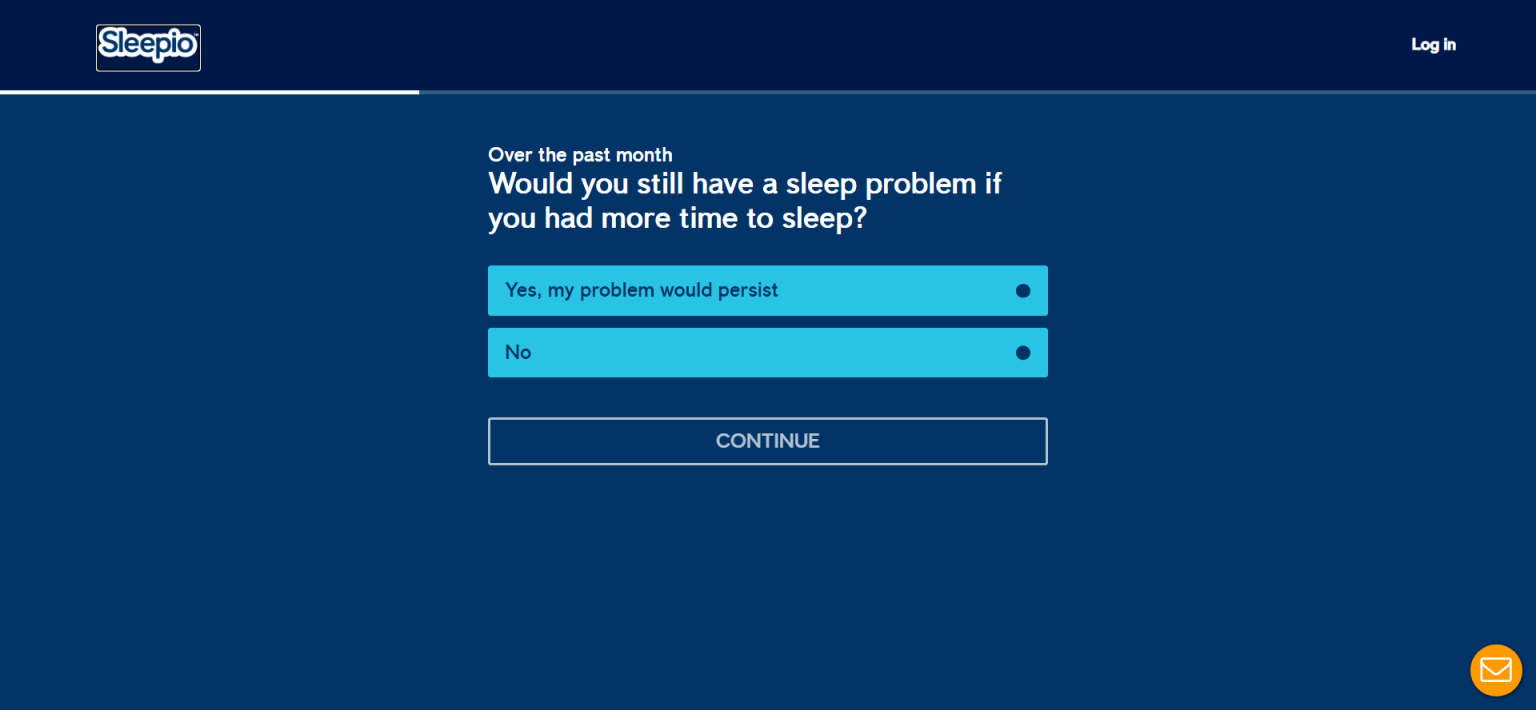 Sleepio™
Log in
Over the past month
Would you still have a sleep problem if
you had more time to sleep?
Yes, my problem would persist
No
CONTINUE